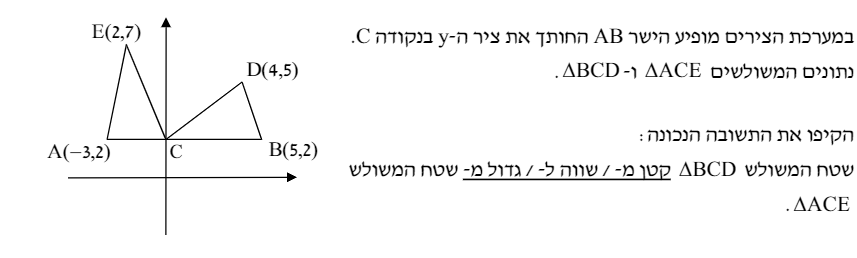 במערכת הצירים מופיע הישר AB החותך את ציר ה-y בנקודה C.
נתונים המשולשים ΔACE ו- ΔBCD.
הקיפו את התשובה הנכונה:
שטח המשולש ΔBCD קטן מ- / שווה ל- / גדול מ- שטח המשולש
ΔACE.
E(2,7)
D(4,5)
A(−3,2)
C
B(5,2)